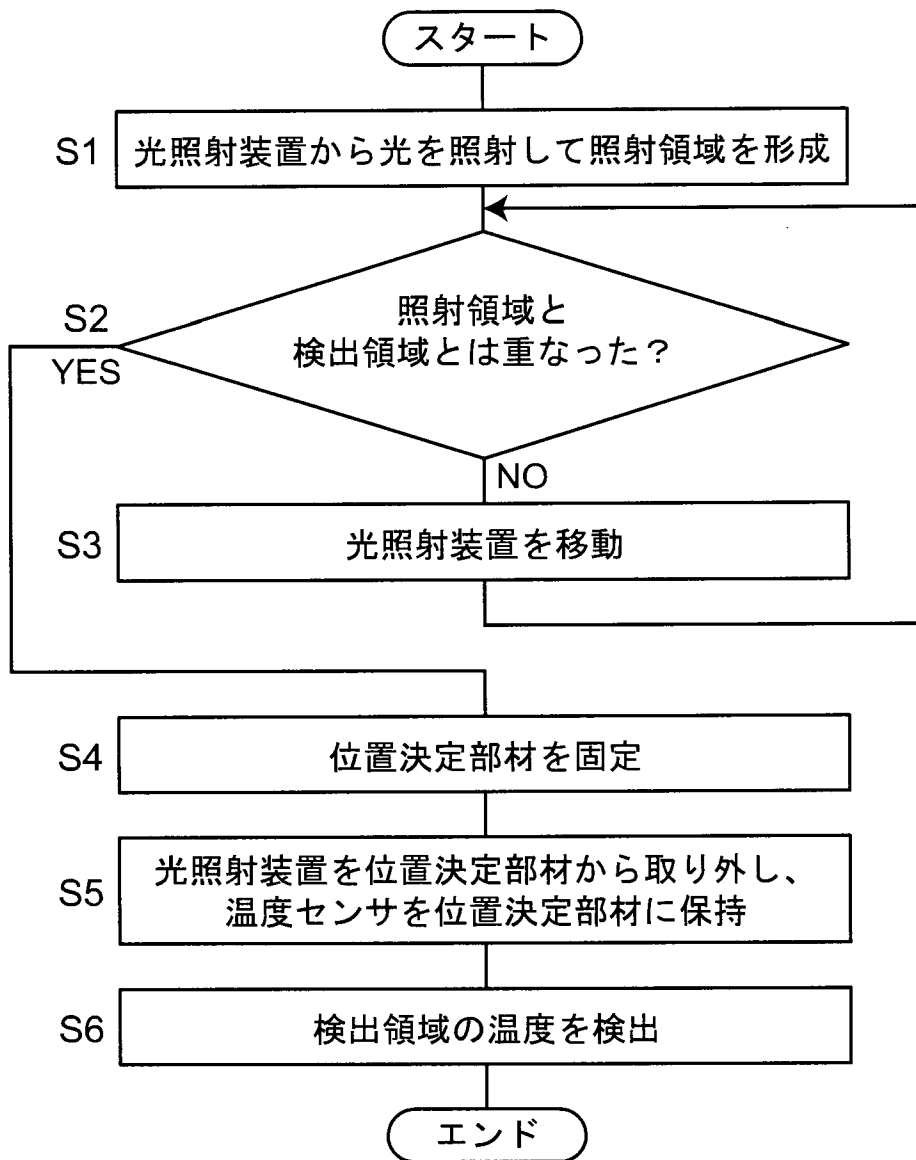 スタート
S1
光照射装置から光を照射して照射領域を形成
S2
照射領域と
検出領域とは重なった？
YES
NO
S3
光照射装置を移動
S4
位置決定部材を固定
S5
光照射装置を位置決定部材から取り外し、
温度センサを位置決定部材に保持
S6
検出領域の温度を検出
エンド